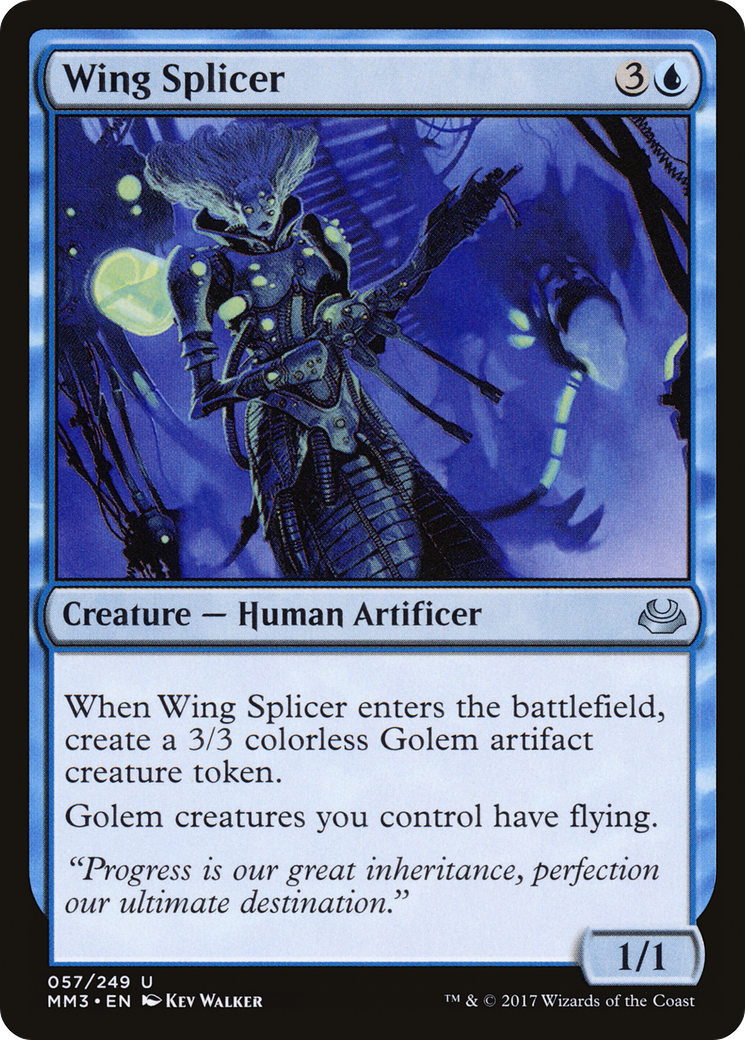 Wing Splicer 3
Creature — Human Artificer
When Wing Splicer enters the battlefield,
create a 3/3 colorless Golem artifact
creature token.
Golem creatures you control have flying.
“Progress is our great inheritance, perfection
our ultimate destination.”
1/1
057/249 U
MM3 • EN Kev Walker
™ & © 2017 Wizards of the Coast